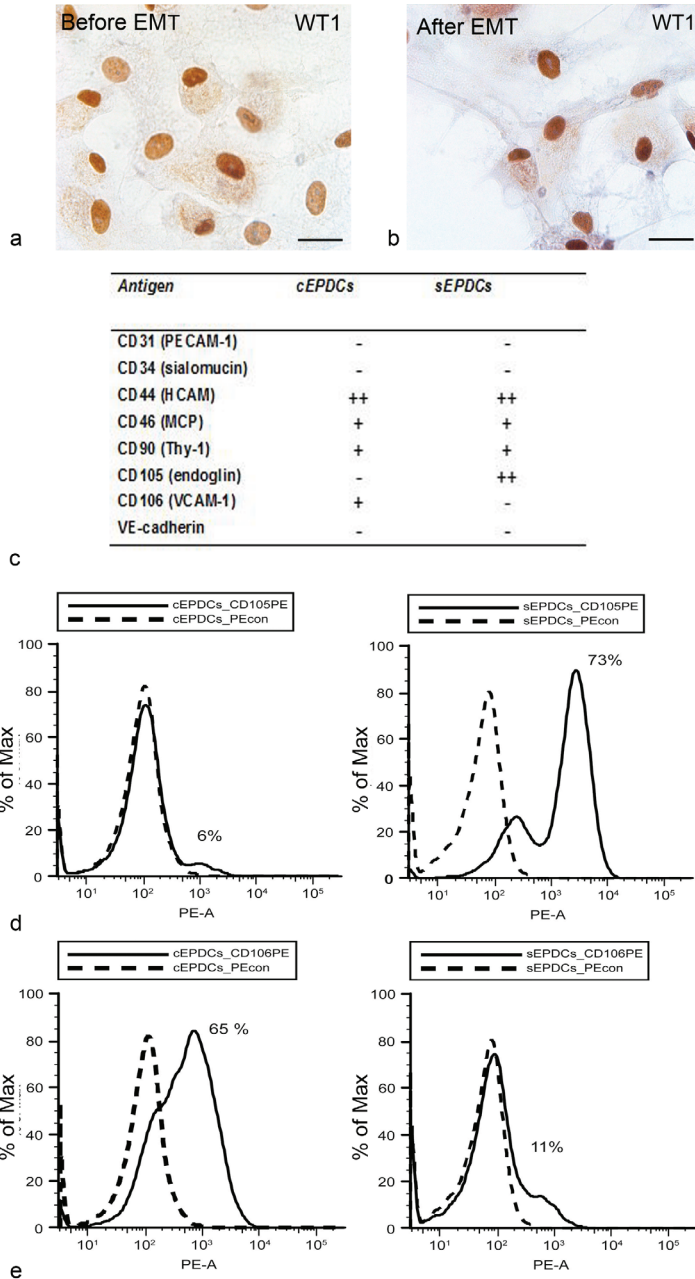 Before EMT WT1
After EMT WT1
a
b
Antigen cEPDCs sEPDCs
CD31 (PECAM-1) - -
CD34 (sialomucin) - -
CD44 (HCAM) ++ ++
CD46 (MCP) + +
CD90 (Thy-1) + +
CD105 (endoglin) - ++
CD106 (VCAM-1) + -
VE-cadherin - -
c
cEPDCs_CD105PE
cEPDCs_PEcon
100
80
60
40
20
0
% of Max
6%
10¹ 10² 10³ 10⁴ 10⁵
PE-A
sEPDCs_CD105PE
sEPDCs_PEcon
100
80
60
40
20
0
% of Max
73%
10¹ 10² 10³ 10⁴ 10⁵
PE-A
d
cEPDCs_CD106PE
cEPDCs_PEcon
100
80
60
40
20
0
% of Max
65 %
10¹ 10² 10³ 10⁴ 10⁵
PE-A
sEPDCs_CD106PE
sEPDCs_PEcon
100
80
60
40
20
0
% of Max
11%
10¹ 10² 10³ 10⁴ 10⁵
PE-A
e